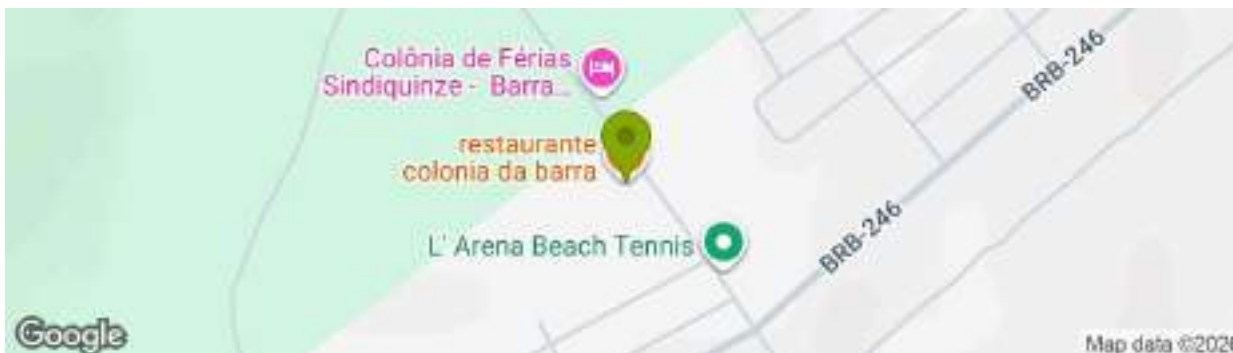 Colônia de Férias
Sindiquinze - Barra...
restaurante
colonia da barra
L' Arena Beach Tennis
BRB-246
BRB-246
Google
Map data ©2026